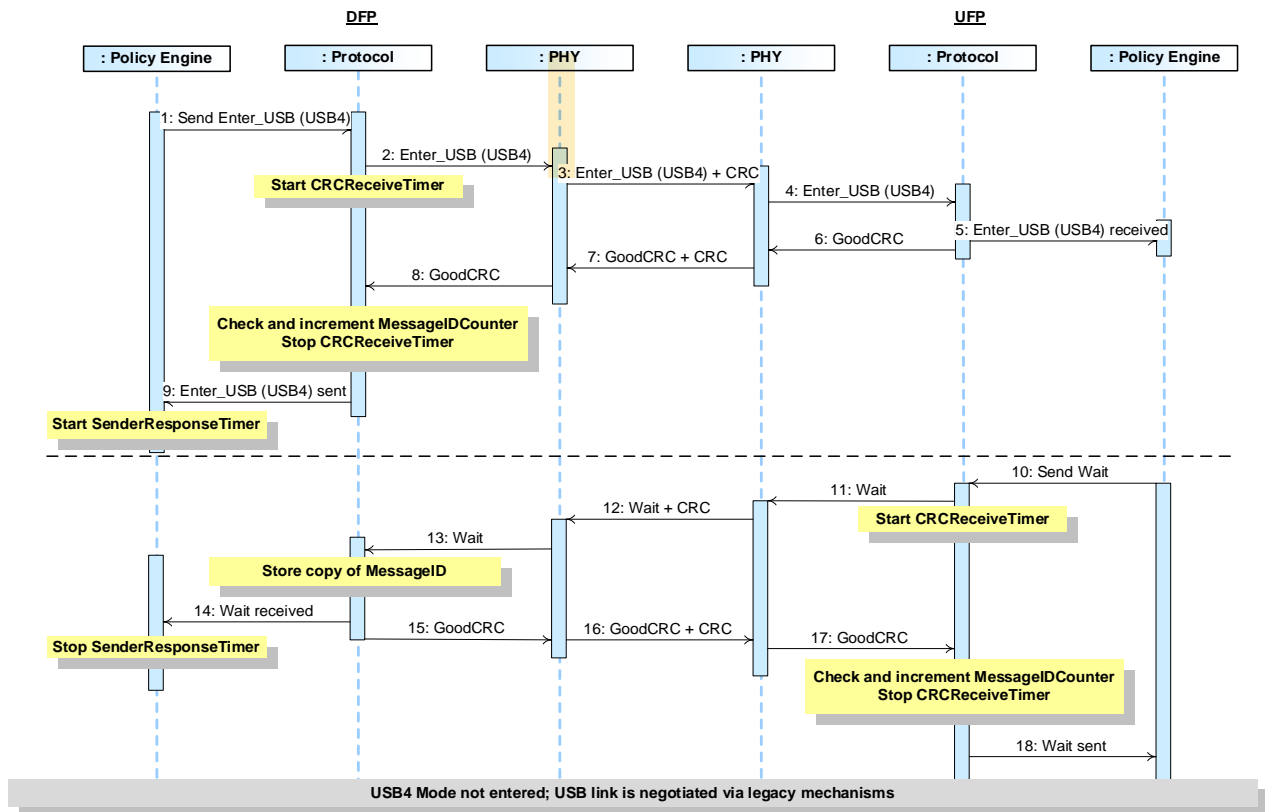 DFP
UFP
: Policy Engine
: Protocol
: PHY
: PHY
: Protocol
: Policy Engine
1: Send Enter_USB (USB4)
2: Enter_USB (USB4)
3: Enter_USB (USB4) + CRC
Start CRCReceiveTimer
4: Enter_USB (USB4)
5: Enter_USB (USB4) received
6: GoodCRC
7: GoodCRC + CRC
8: GoodCRC
Check and increment MessageIDCounter
Stop CRCReceiveTimer
9: Enter_USB (USB4) sent
Start SenderResponseTimer
10: Send Wait
11: Wait
12: Wait + CRC
Start CRCReceiveTimer
13: Wait
Store copy of MessageID
14: Wait received
15: GoodCRC
16: GoodCRC + CRC
17: GoodCRC
Stop SenderResponseTimer
Check and increment MessageIDCounter
Stop CRCReceiveTimer
18: Wait sent
USB4 Mode not entered; USB link is negotiated via legacy mechanisms